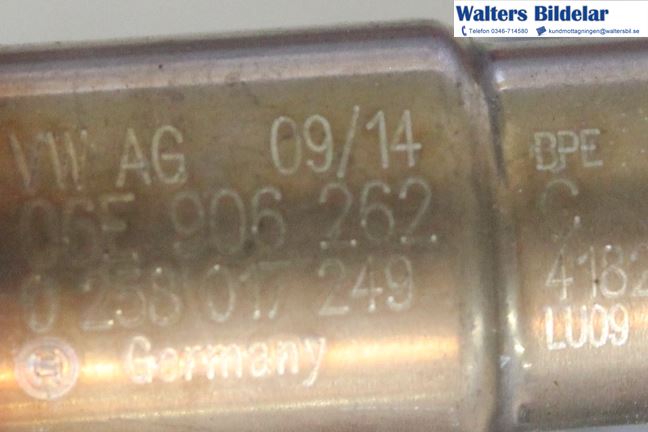 Walters Bildelar
Telefon 0346-714580 kundmottagningen@waltersbil.se
VW AG 09/14
06E 906 262
0 258 017 249
Germany
BPE
C
4182
LU09